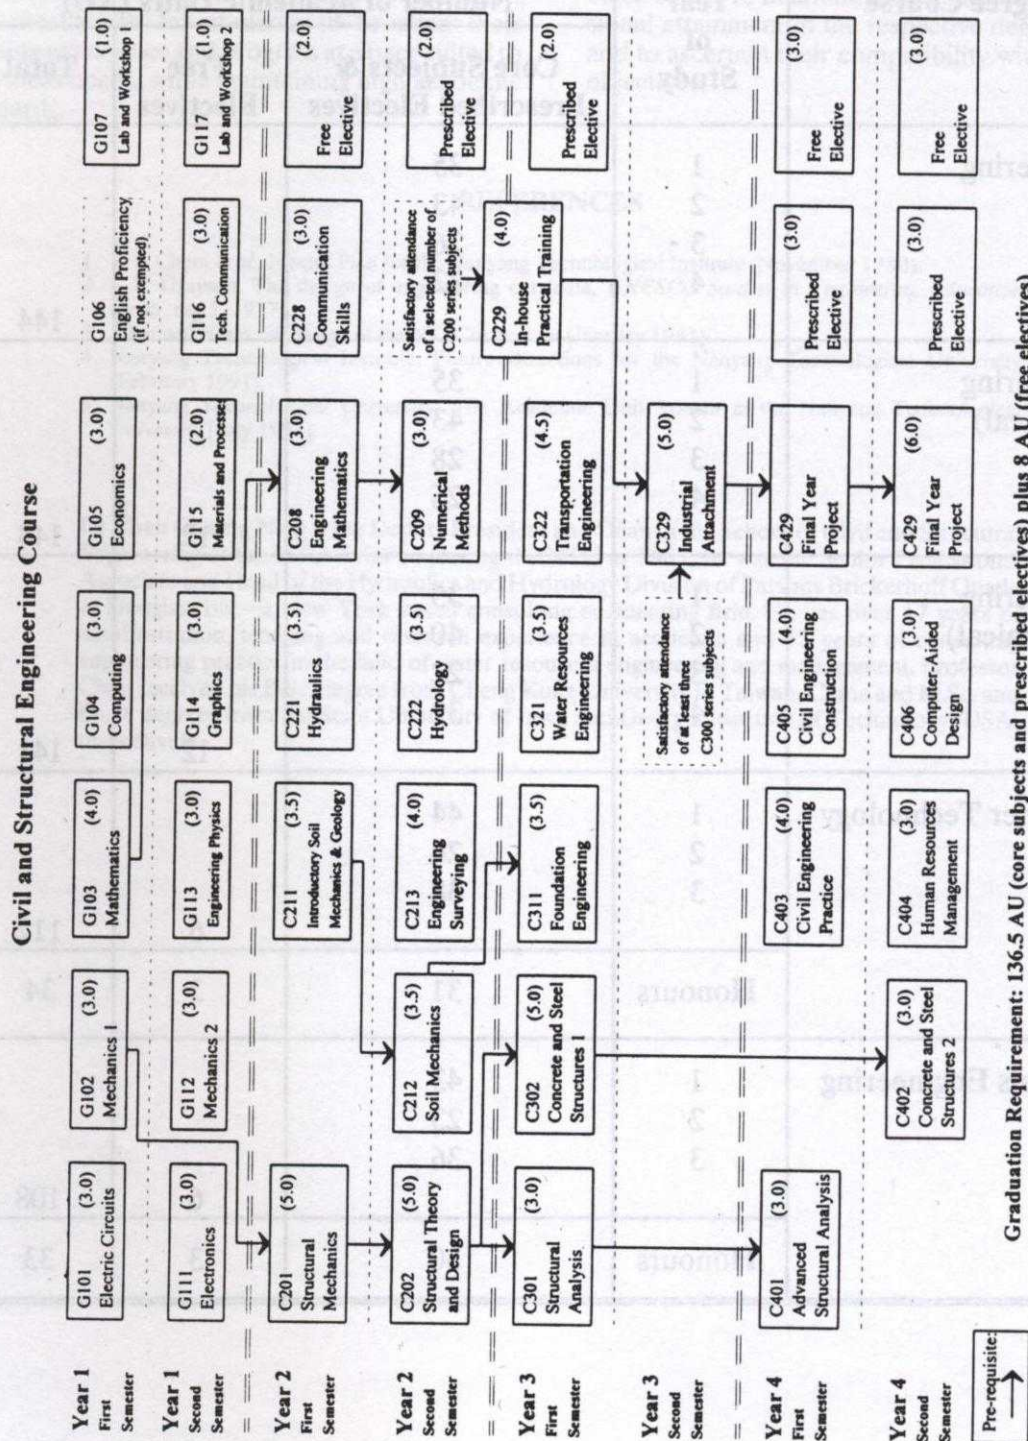 Civil and Structural Engineering Course
Year 1
First
Semester
G101 (3.0)
Electric Circuits
G102 (3.0)
Mechanics 1
G103 (4.0)
Mathematics
G104 (3.0)
Computing
G105 (3.0)
Economics
G106
English Proficiency
(if not exempted)
G107 (1.0)
Lab and Workshop 1
Year 1
Second
Semester
G111 (3.0)
Electronics
G112 (3.0)
Mechanics 2
G113 (3.0)
Engineering Physics
G114 (3.0)
Graphics
G115 (2.0)
Materials and Processes
G116 (3.0)
Tech Communication
G117 (1.0)
Lab and Workshop 2
Year 2
First
Semester
C201 (5.0)
Structural
Mechanics
C211 (3.5)
Introductory Soil
Mechanics & Geology
C221 (3.5)
Hydraulics
C208 (3.0)
Engineering
Mathematics
C228 (3.0)
Communication
Skills
(2.0)
Free
Elective
Year 2
Second
Semester
C202 (5.0)
Structural Theory
and Design
C212 (3.5)
Soil Mechanics
C213 (4.0)
Engineering
Surveying
C222 (3.5)
Hydrology
C209 (3.0)
Numerical
Methods
Satisfactory attendance
of a selected number of
C200 series subjects
(2.0)
Prescribed
Elective
Year 3
First
Semester
C301 (3.0)
Structural
Analysis
C302 (5.0)
Concrete and Steel
Structures 1
C311 (3.5)
Foundation
Engineering
C321 (3.5)
Water Resources
Engineering
C322 (4.5)
Transportation
Engineering
C229 (4.0)
In-house
Practical Training
(2.0)
Prescribed
Elective
Year 3
Second
Semester
Satisfactory attendance
of at least three
C300 series subjects
C329 (5.0)
Industrial
Attachment
Year 4
First
Semester
C401 (3.0)
Advanced
Structural Analysis
C403 (4.0)
Civil Engineering
Practice
C405 (4.0)
Civil Engineering
Construction
C429
Final Year
Project
(3.0)
Prescribed
Elective
(3.0)
Free
Elective
Year 4
Second
Semester
C402 (3.0)
Concrete and Steel
Structures 2
C404 (3.0)
Human Resources
Management
C406 (3.0)
Computer-Aided
Design
C429 (6.0)
Final Year
Project
(3.0)
Prescribed
Elective
(3.0)
Free
Elective
Pre-requisite:
Graduation Requirement: 136.5 AU (core subjects and prescribed electives) plus 8 AU (free electives)